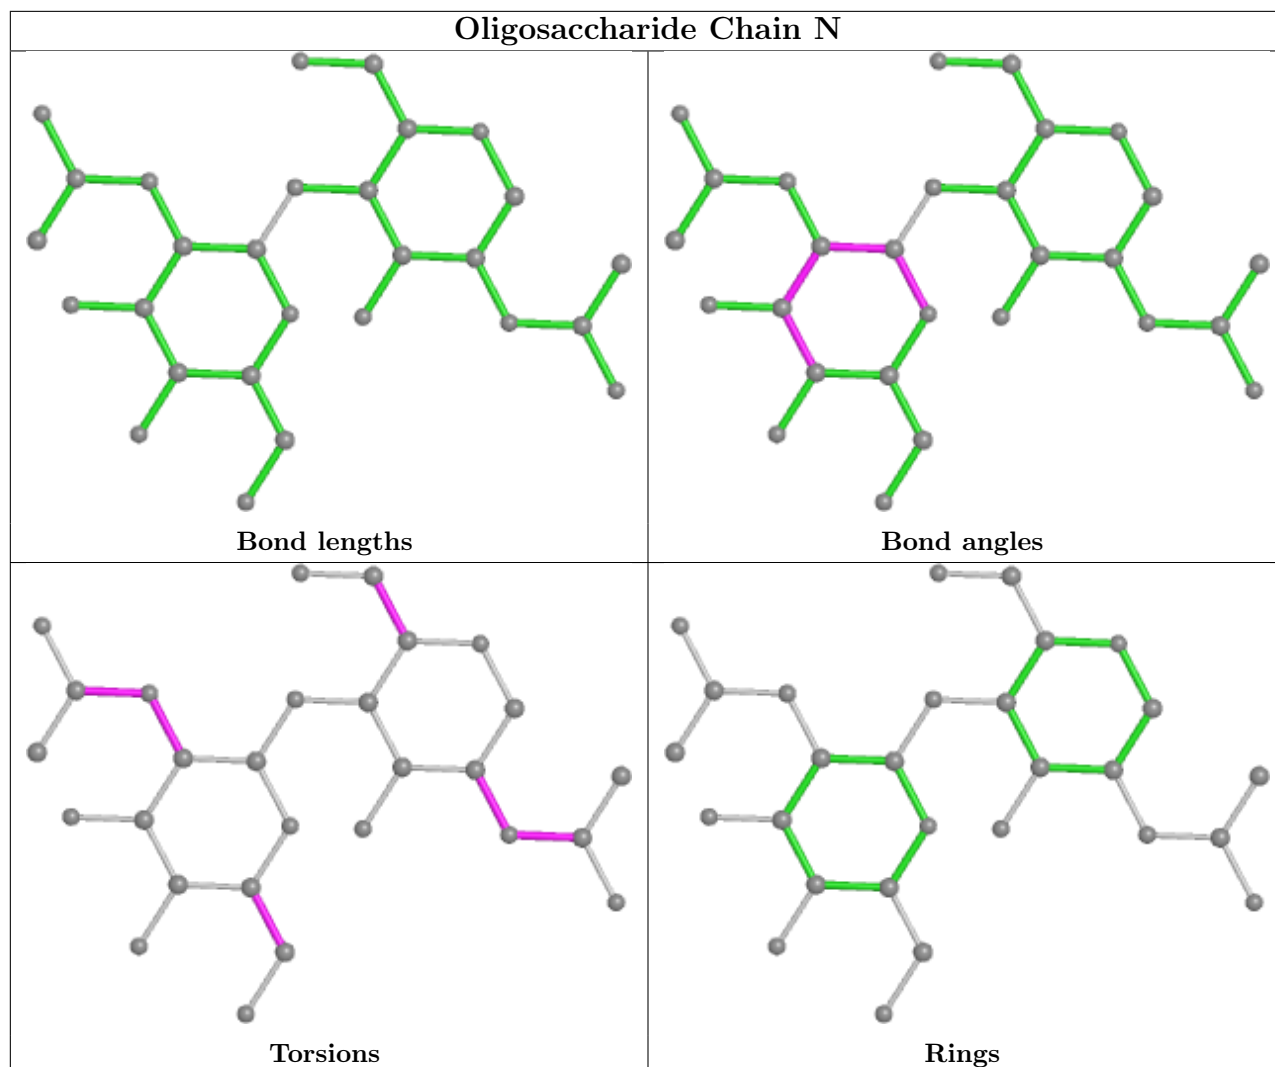 Oligosaccharide Chain N
Bond lengths
Bond angles
Torsions
Rings